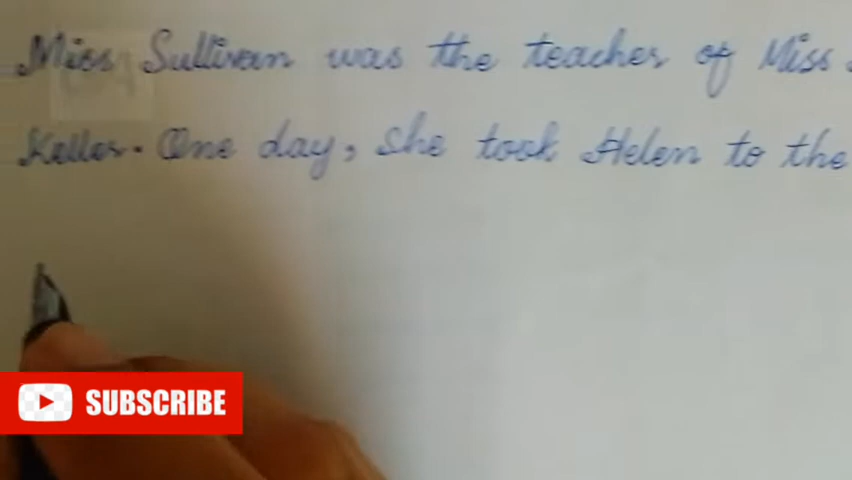 Miss Sullivan was the teacher of Miss
Keller. One day, she took Helen to the
SUBSCRIBE